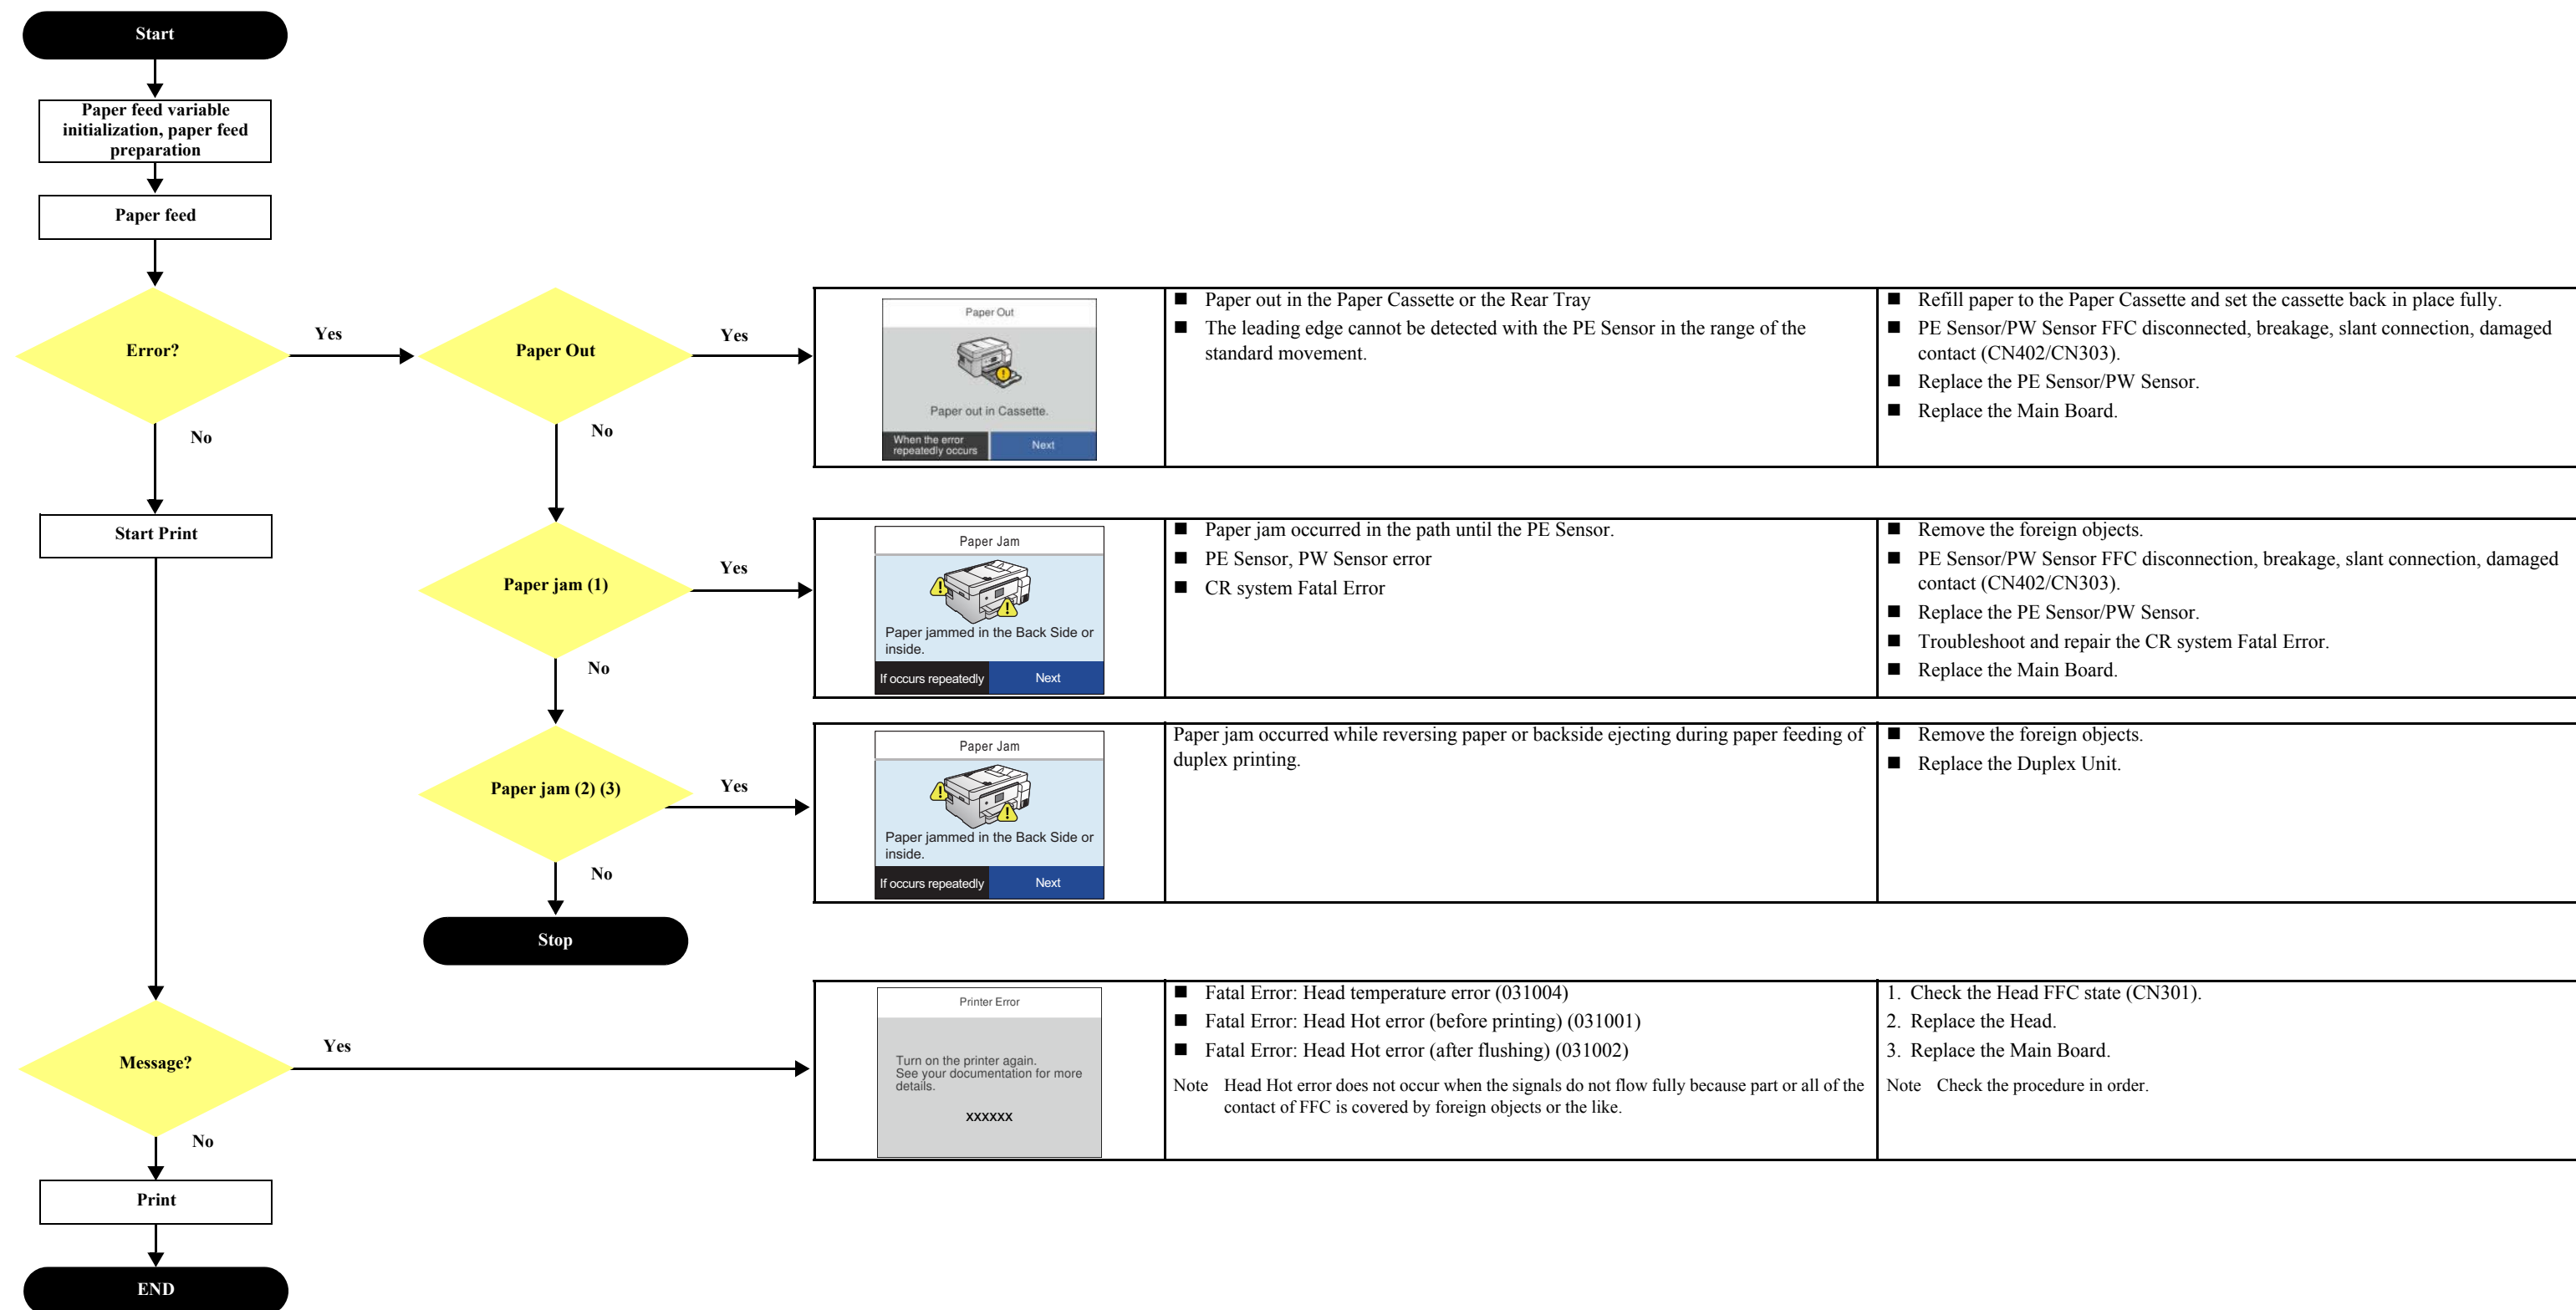 Start
Paper feed variable
initialization, paper feed
preparation
Paper feed
Error?
Yes
No
Paper Out
Yes
No
Paper Out
Paper out in Cassette.
When the error
repeatedly occurs
Next
■ Paper out in the Paper Cassette or the Rear Tray
■ The leading edge cannot be detected with the PE Sensor in the range of the
standard movement.
■ Refill paper to the Paper Cassette and set the cassette back in place fully.
■ PE Sensor/PW Sensor FFC disconnected, breakage, slant connection, damaged
contact (CN402/CN303).
■ Replace the PE Sensor/PW Sensor.
■ Replace the Main Board.
Start Print
Paper jam (1)
Yes
No
Paper Jam
Paper jammed in the Back Side or
inside.
If occurs repeatedly
Next
■ Paper jam occurred in the path until the PE Sensor.
■ PE Sensor, PW Sensor error
■ CR system Fatal Error
■ Remove the foreign objects.
■ PE Sensor/PW Sensor FFC disconnection, breakage, slant connection, damaged
contact (CN402/CN303).
■ Replace the PE Sensor/PW Sensor.
■ Troubleshoot and repair the CR system Fatal Error.
■ Replace the Main Board.
Paper jam (2) (3)
Yes
No
Paper Jam
Paper jammed in the Back Side or
inside.
If occurs repeatedly
Next
Paper jam occurred while reversing paper or backside ejecting during paper feeding of
duplex printing.
■ Remove the foreign objects.
■ Replace the Duplex Unit.
Stop
Message?
Yes
No
Printer Error
Turn on the printer again.
See your documentation for more
details.
xxxxxx
■ Fatal Error: Head temperature error (031004)
■ Fatal Error: Head Hot error (before printing) (031001)
■ Fatal Error: Head Hot error (after flushing) (031002)
Note Head Hot error does not occur when the signals do not flow fully because part or all of the
contact of FFC is covered by foreign objects or the like.
1. Check the Head FFC state (CN301).
2. Replace the Head.
3. Replace the Main Board.
Note Check the procedure in order.
Print
END